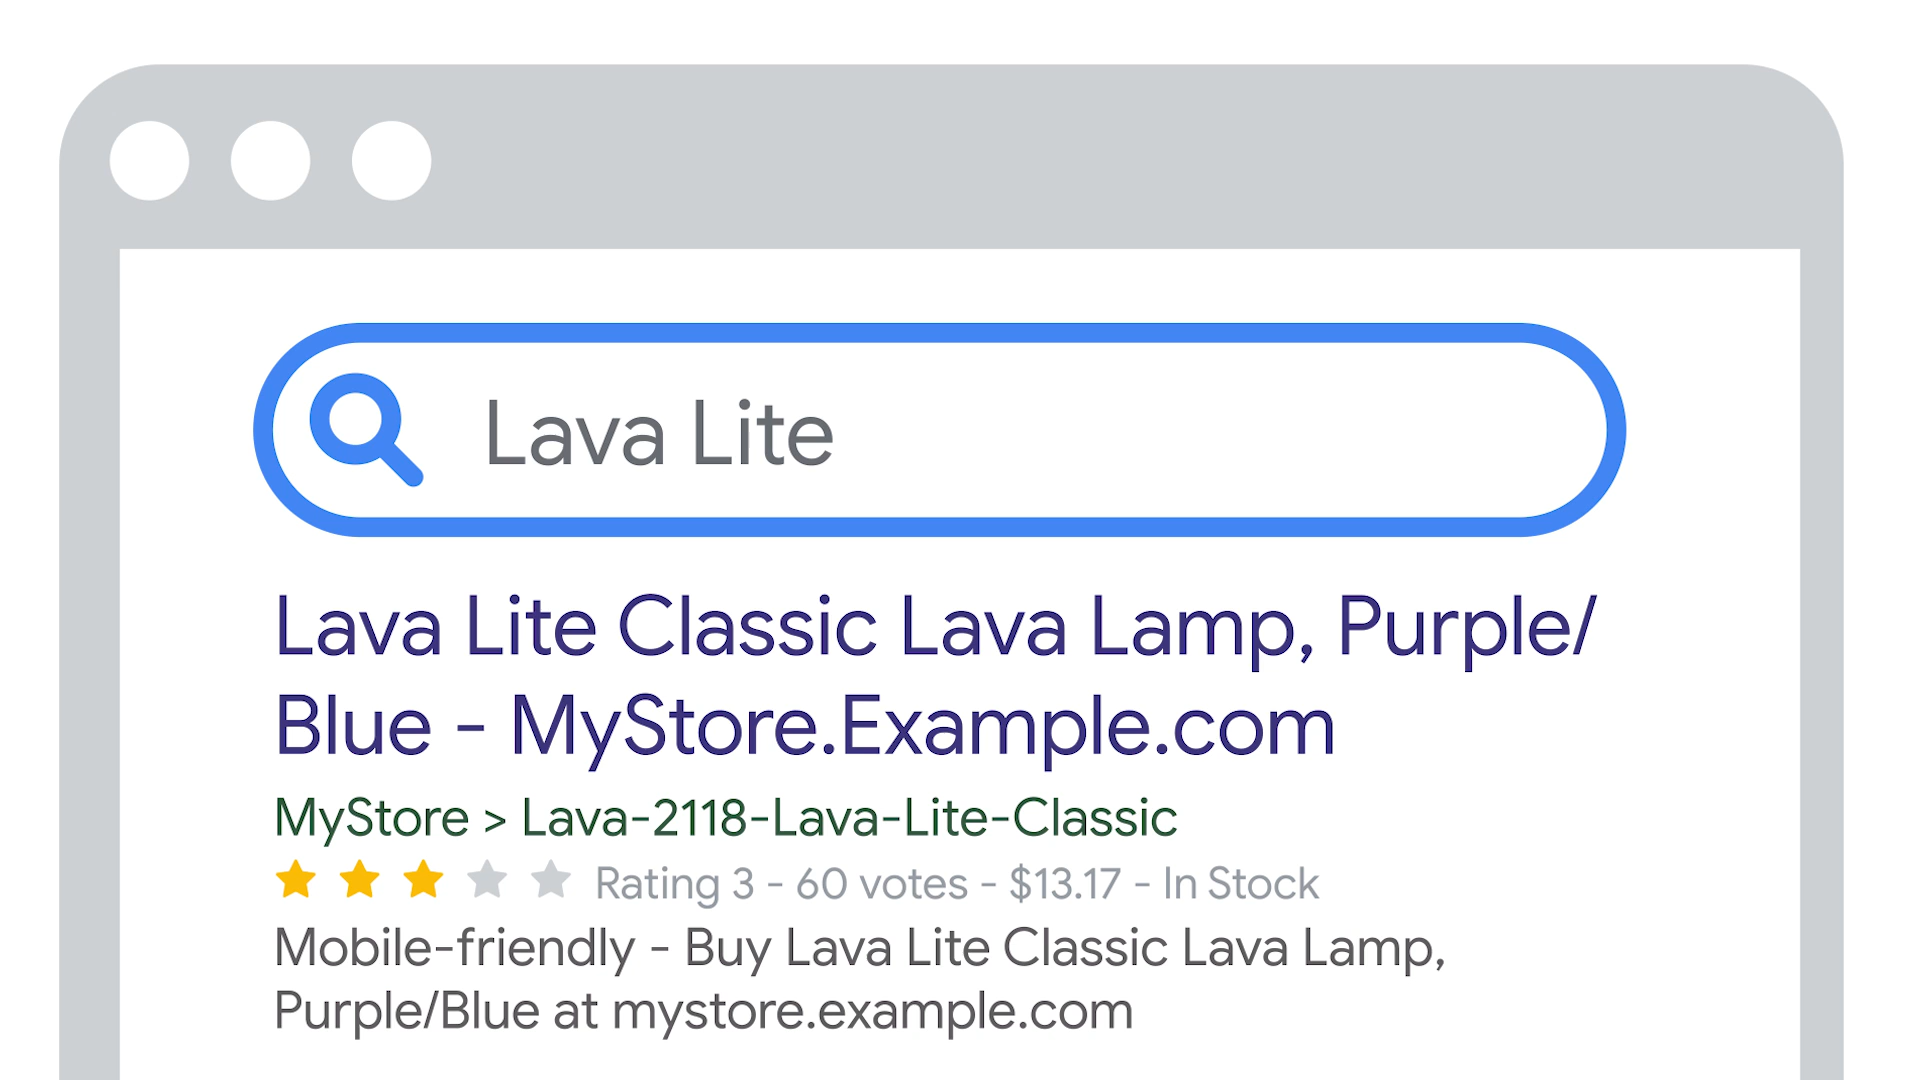 Lava Lite
Lava Lite Classic Lava Lamp, Purple/
Blue - MyStore.Example.com
MyStore > Lava-2118-Lava-Lite-Classic
Rating 3 - 60 votes - $13.17 - In Stock
Mobile-friendly - Buy Lava Lite Classic Lava Lamp,
Purple/Blue at mystore.example.com